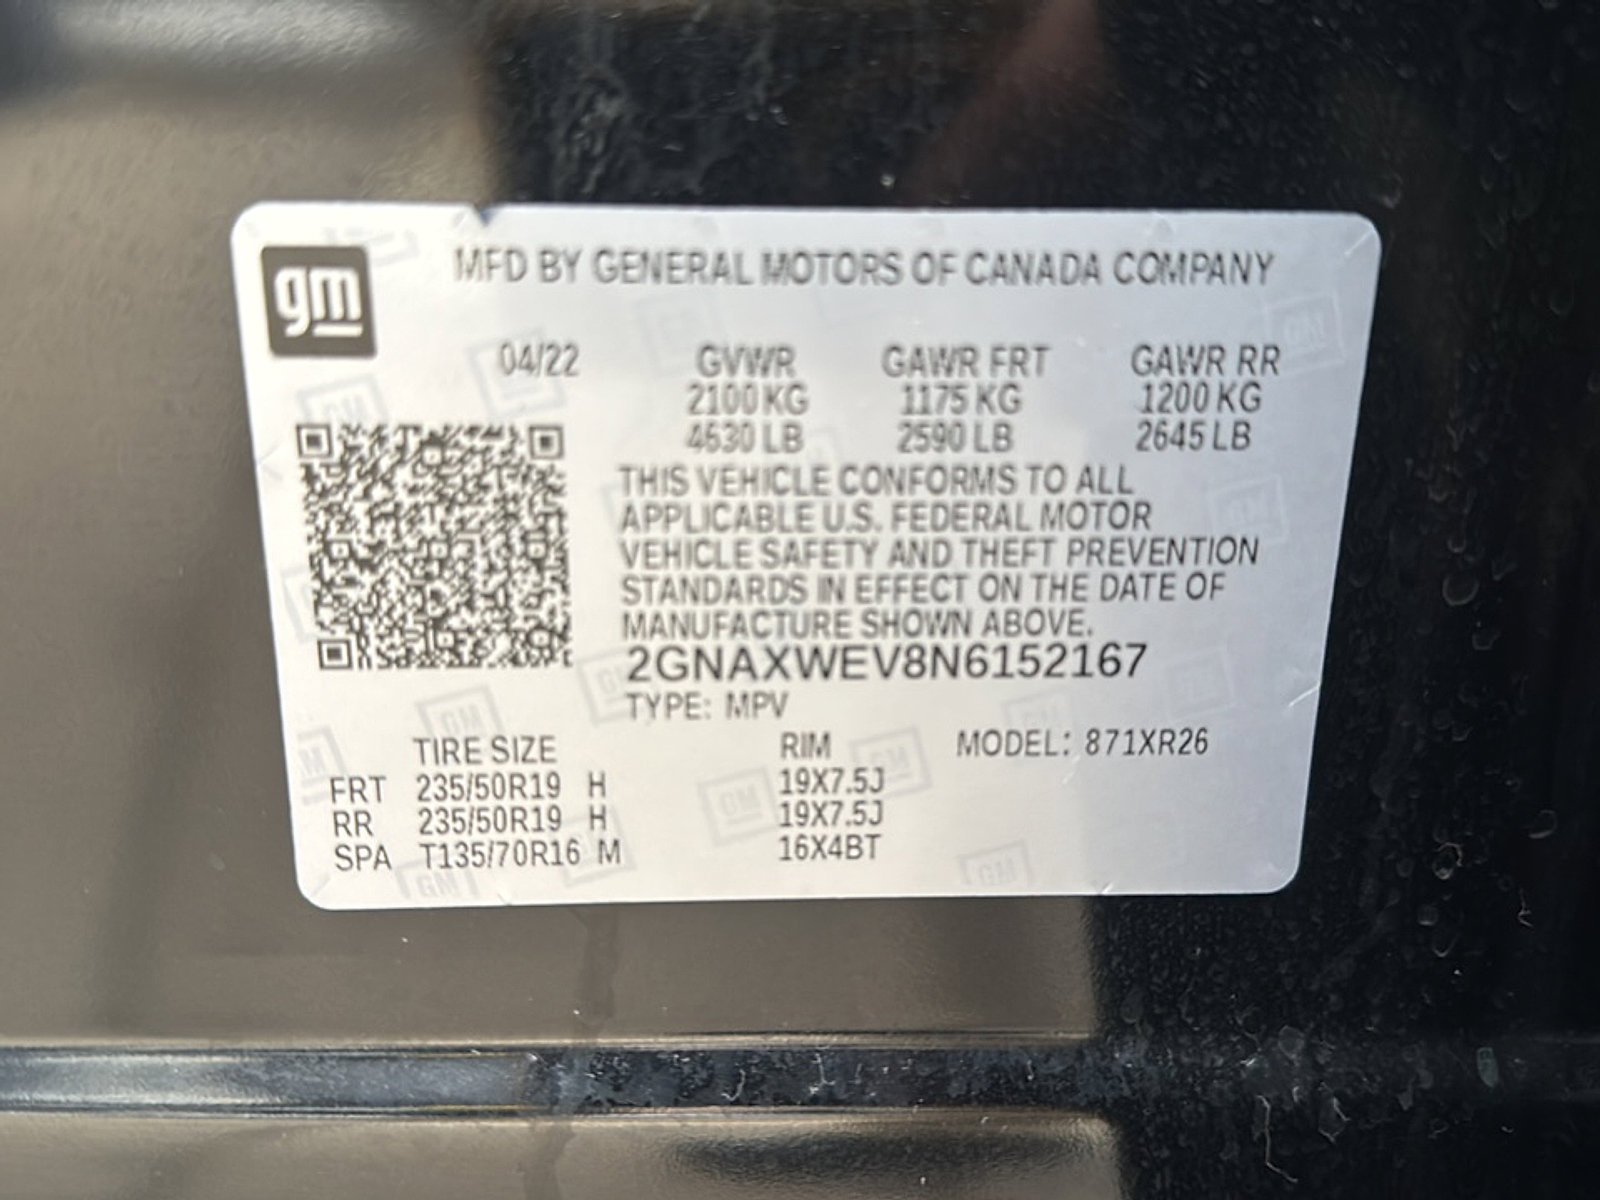 gm
MFD BY GENERAL MOTORS OF CANADA COMPANY
04/22 GVWR GAWR FRT GAWR RR
2100 KG 1175 KG 1200 KG
4630 LB 2590 LB 2645 LB
THIS VEHICLE CONFORMS TO ALL
APPLICABLE U.S. FEDERAL MOTOR
VEHICLE SAFETY AND THEFT PREVENTION
STANDARDS IN EFFECT ON THE DATE OF
MANUFACTURE SHOWN ABOVE.
2GNAXWEV8N6152167
TYPE: MPV
TIRE SIZE RIM MODEL: 871XR26
FRT 235/50R19 H 19X7.5J
RR 235/50R19 H 19X7.5J
SPA T135/70R16 M 16X4BT